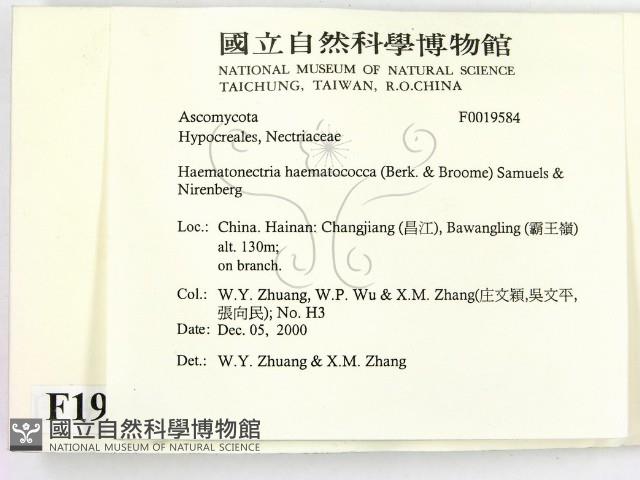 國立自然科學博物館
NATIONAL MUSEUM OF NATURAL SCIENCE
TAICHUNG, TAIWAN, R.O.CHINA
Ascomycota F0019584
Hypocreales, Nectriaceae
Haematonectria haematococca (Berk. & Broome) Samuels &
Nirenberg
Loc.: China. Hainan: Changjiang (昌江), Bawangling (霸王嶺)
alt. 130m;
on branch.
Col.: W.Y. Zhuang, W.P. Wu & X.M. Zhang(庄文穎,吳文平,
張向民); No. H3
Date: Dec. 05, 2000
Det.: W.Y. Zhuang & X.M. Zhang
F19
國立自然科學博物館
NATIONAL MUSEUM OF NATURAL SCIENCE